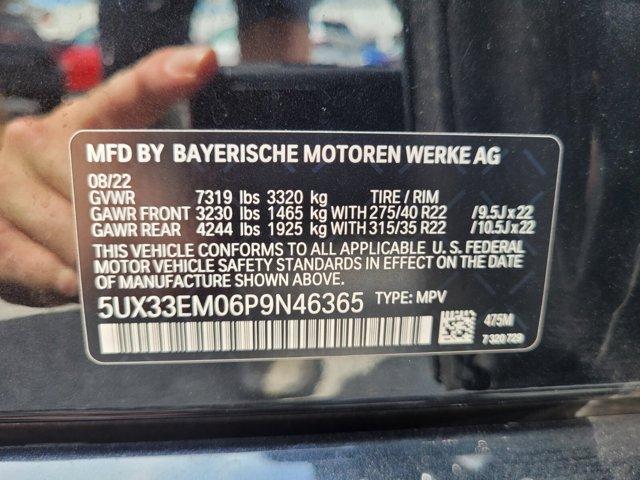 MFD BY BAYERISCHE MOTOREN WERKE AG
08/22
GVWR 7319 lbs 3320 kg TIRE / RIM
GAWR FRONT 3230 lbs 1465 kg WITH 275/40 R22 /9.5Jx22
GAWR REAR 4244 lbs 1925 kg WITH 315/35 R22 /10.5Jx22
THIS VEHICLE CONFORMS TO ALL APPLICABLE U. S. FEDERAL
MOTOR VEHICLE SAFETY STANDARDS IN EFFECT ON THE DATE
OF MANUFACTURE SHOWN ABOVE.
5UX33EM06P9N46365 TYPE: MPV
475M
7 320 729